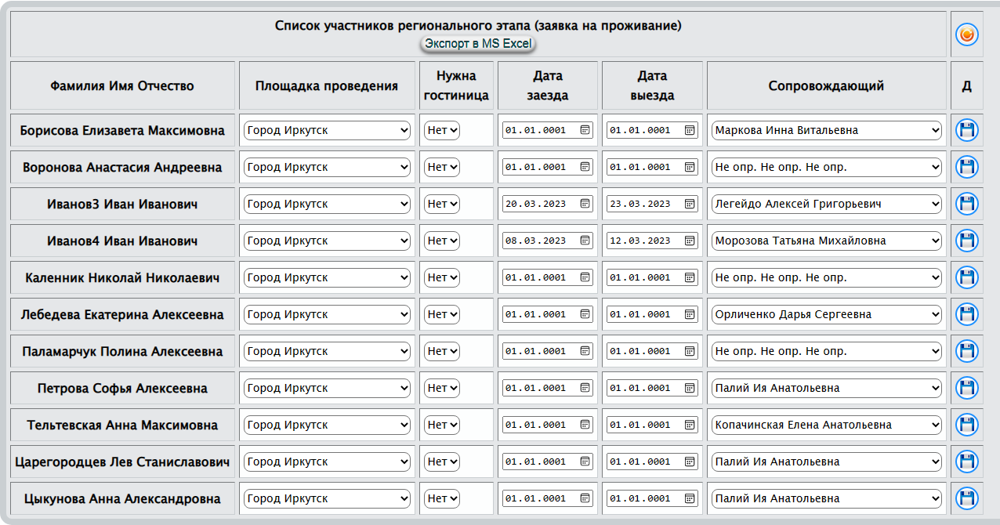 Список участников регионального этапа (заявка на проживание)
Экспорт в MS Excel
Фамилия Имя Отчество Площадка проведения Нужна гостиница Дата заезда Дата выезда Сопровождающий Д
Борисова Елизавета Максимовна Город Иркутск Нет 01.01.0001 01.01.0001 Маркова Инна Витальевна
Воронова Анастасия Андреевна Город Иркутск Нет 01.01.0001 01.01.0001 Не опр. Не опр. Не опр.
Иванов3 Иван Иванович Город Иркутск Нет 20.03.2023 23.03.2023 Легейдо Алексей Григорьевич
Иванов4 Иван Иванович Город Иркутск Нет 08.03.2023 12.03.2023 Морозова Татьяна Михайловна
Каленник Николай Николаевич Город Иркутск Нет 01.01.0001 01.01.0001 Не опр. Не опр. Не опр.
Лебедева Екатерина Алексеевна Город Иркутск Нет 01.01.0001 01.01.0001 Орличенко Дарья Сергеевна
Паламарчук Полина Алексеевна Город Иркутск Нет 01.01.0001 01.01.0001 Не опр. Не опр. Не опр.
Петрова Софья Алексеевна Город Иркутск Нет 01.01.0001 01.01.0001 Палий Ия Анатольевна
Тельтевская Анна Максимовна Город Иркутск Нет 01.01.0001 01.01.0001 Копачинская Елена Анатольевна
Царегородцев Лев Станиславович Город Иркутск Нет 01.01.0001 01.01.0001 Палий Ия Анатольевна
Цыкунова Анна Александровна Город Иркутск Нет 01.01.0001 01.01.0001 Палий Ия Анатольевна